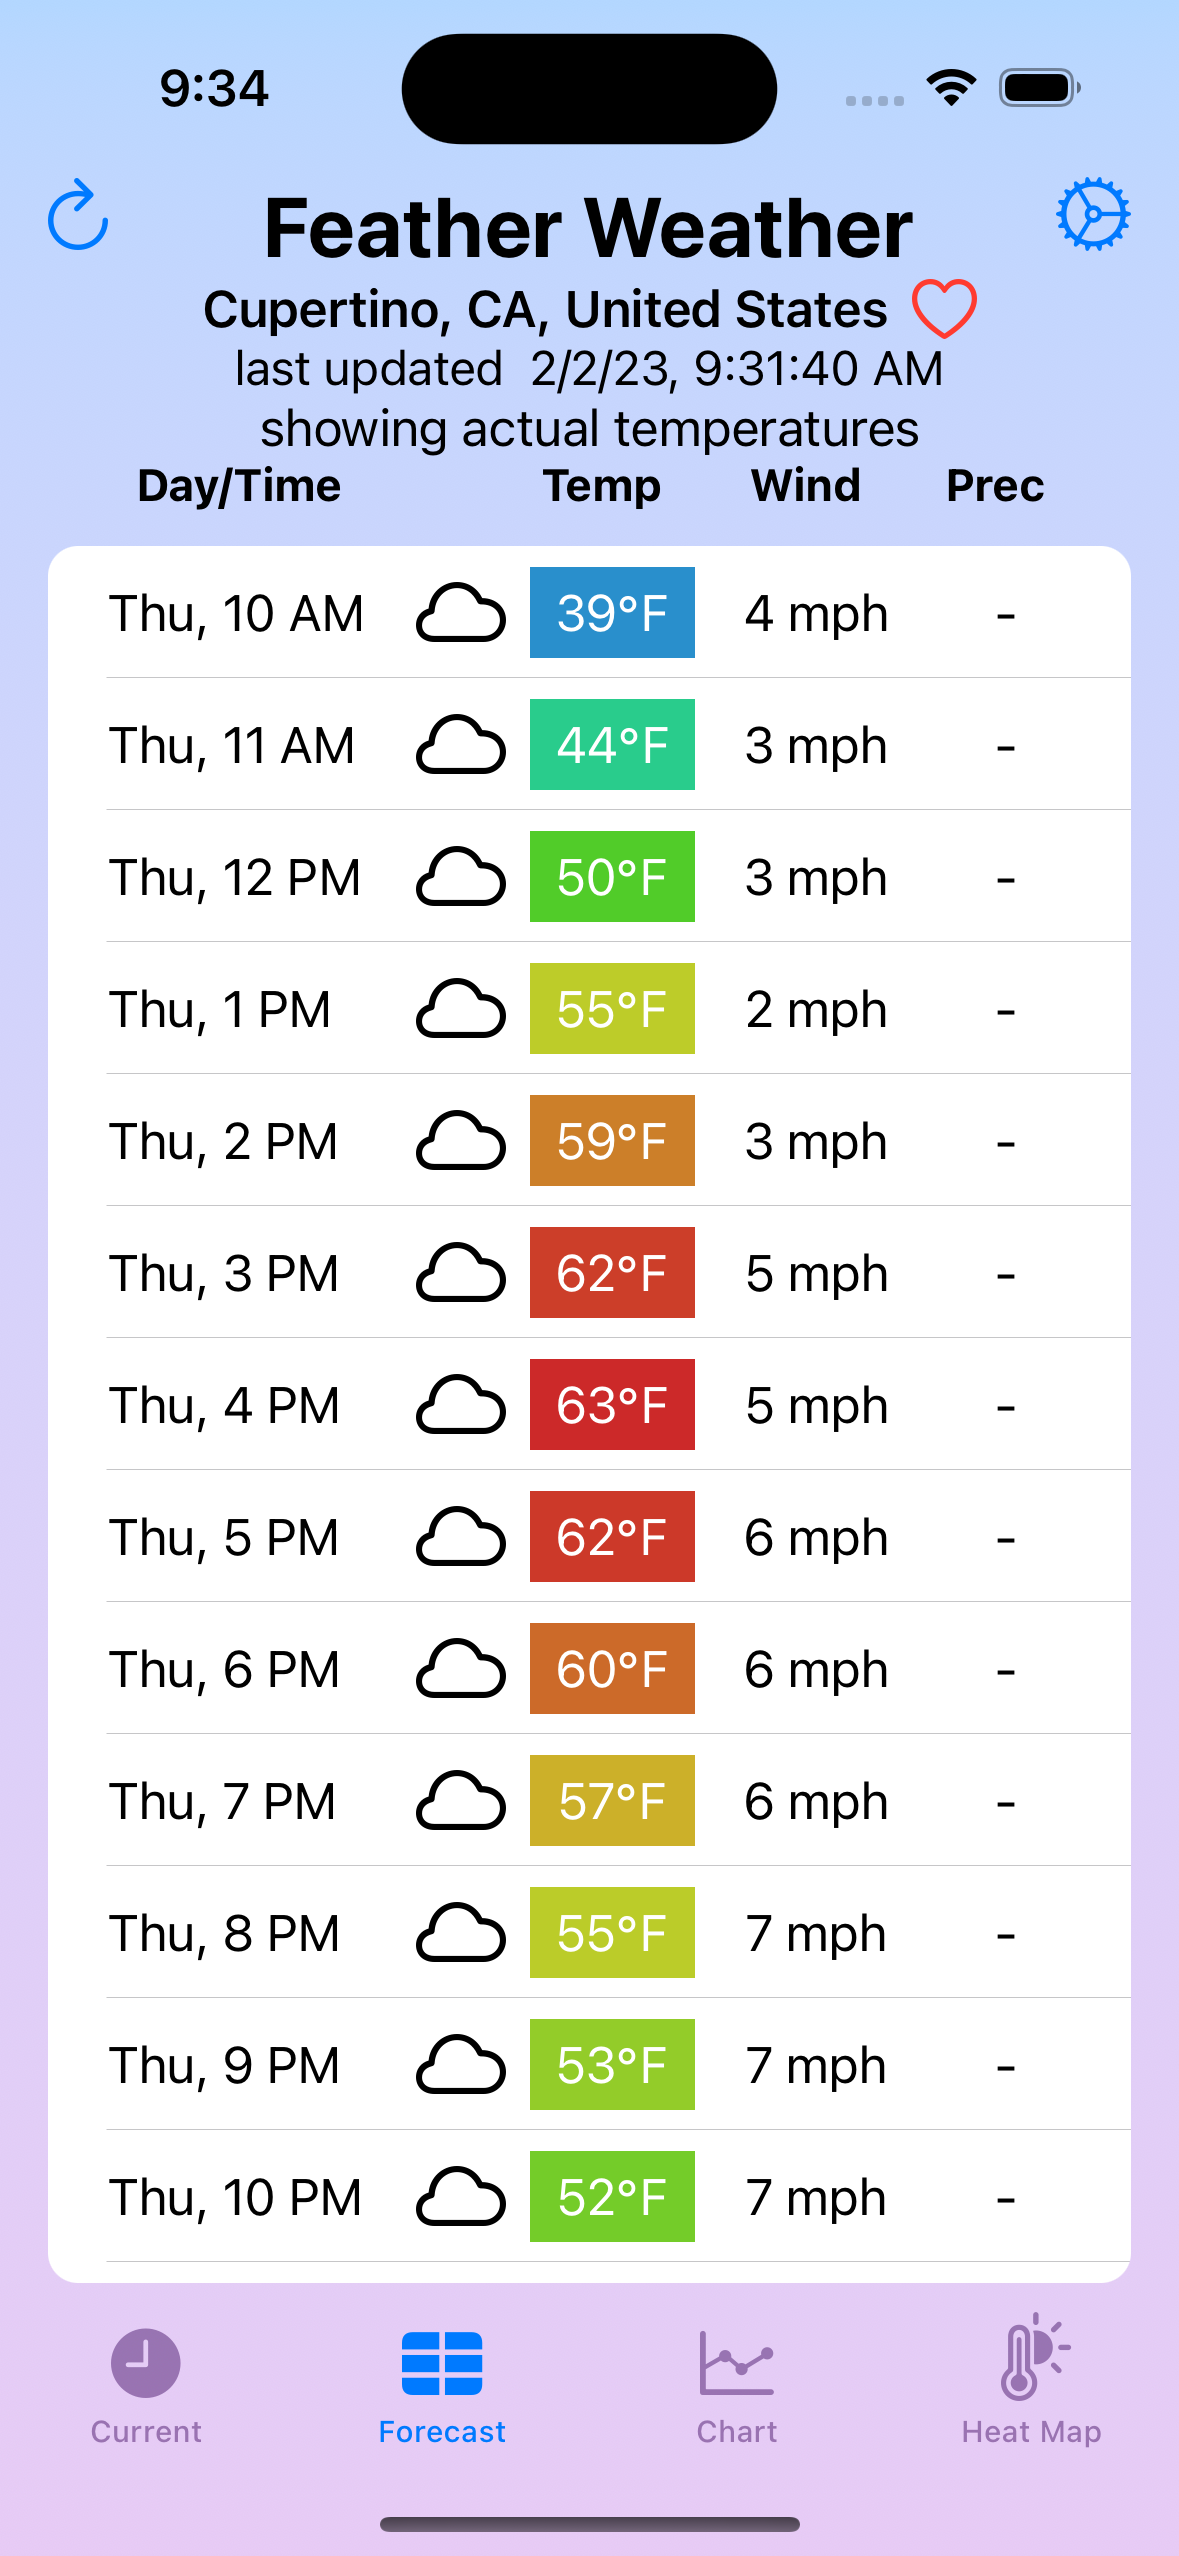 9:34
Feather Weather
Cupertino, CA, United States
last updated  2/2/23, 9:31:40 AM
showing actual temperatures
Day/Time Temp Wind Prec
Thu, 10 AM 39°F 4 mph -
Thu, 11 AM 44°F 3 mph -
Thu, 12 PM 50°F 3 mph -
Thu, 1 PM 55°F 2 mph -
Thu, 2 PM 59°F 3 mph -
Thu, 3 PM 62°F 5 mph -
Thu, 4 PM 63°F 5 mph -
Thu, 5 PM 62°F 6 mph -
Thu, 6 PM 60°F 6 mph -
Thu, 7 PM 57°F 6 mph -
Thu, 8 PM 55°F 7 mph -
Thu, 9 PM 53°F 7 mph -
Thu, 10 PM 52°F 7 mph -
Current Forecast Chart Heat Map